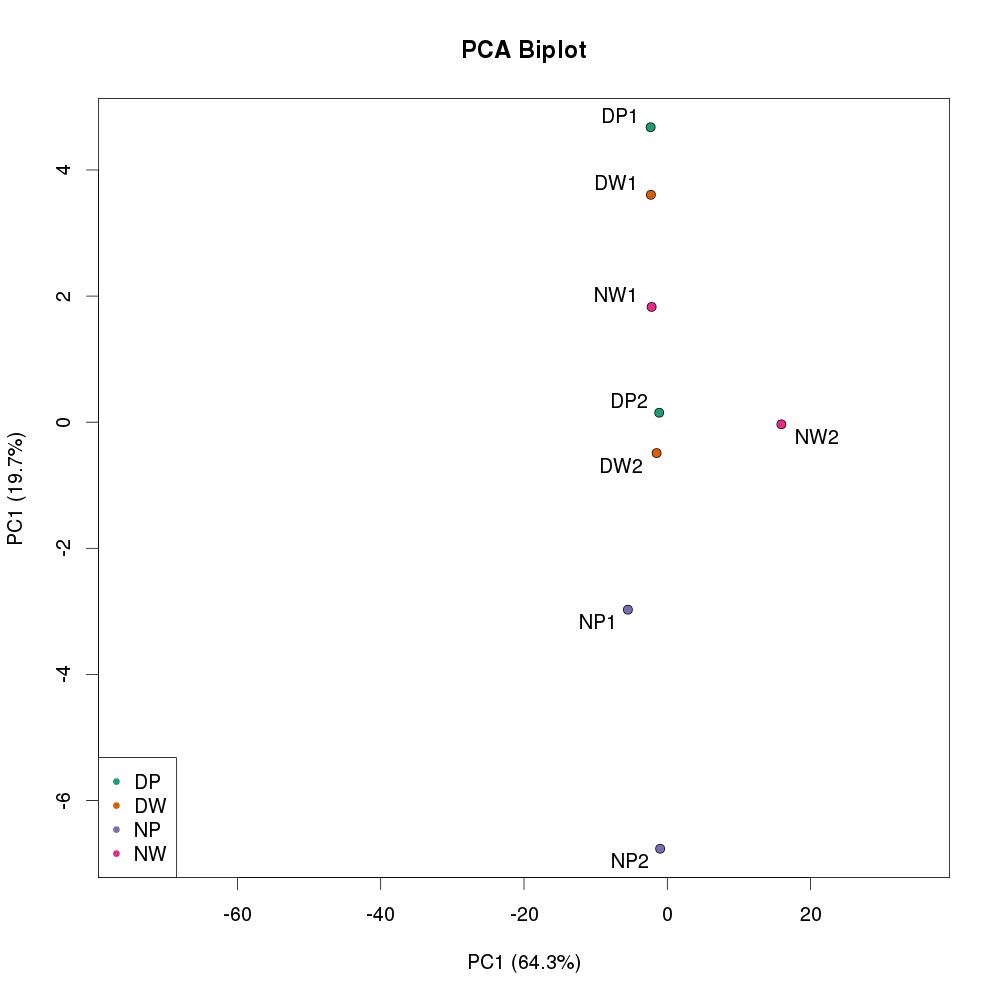 PCA Biplot
DP1
DW1
NW1
DP2
NW2
DW2
NP1
NP2
4
2
0
-2
-4
-6
PC1 (19.7%)
DP
DW
NP
NW
-60 -40 -20 0 20
PC1 (64.3%)